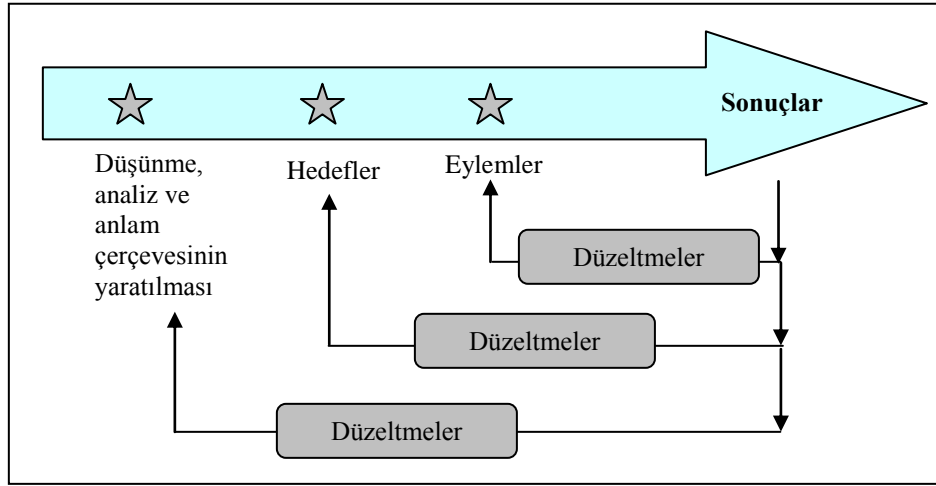 Sonuçlar
Düşünme,
analiz ve
anlam
çerçevesinin
yaratılması
Hedefler
Eylemler
Düzeltmeler
Düzeltmeler
Düzeltmeler